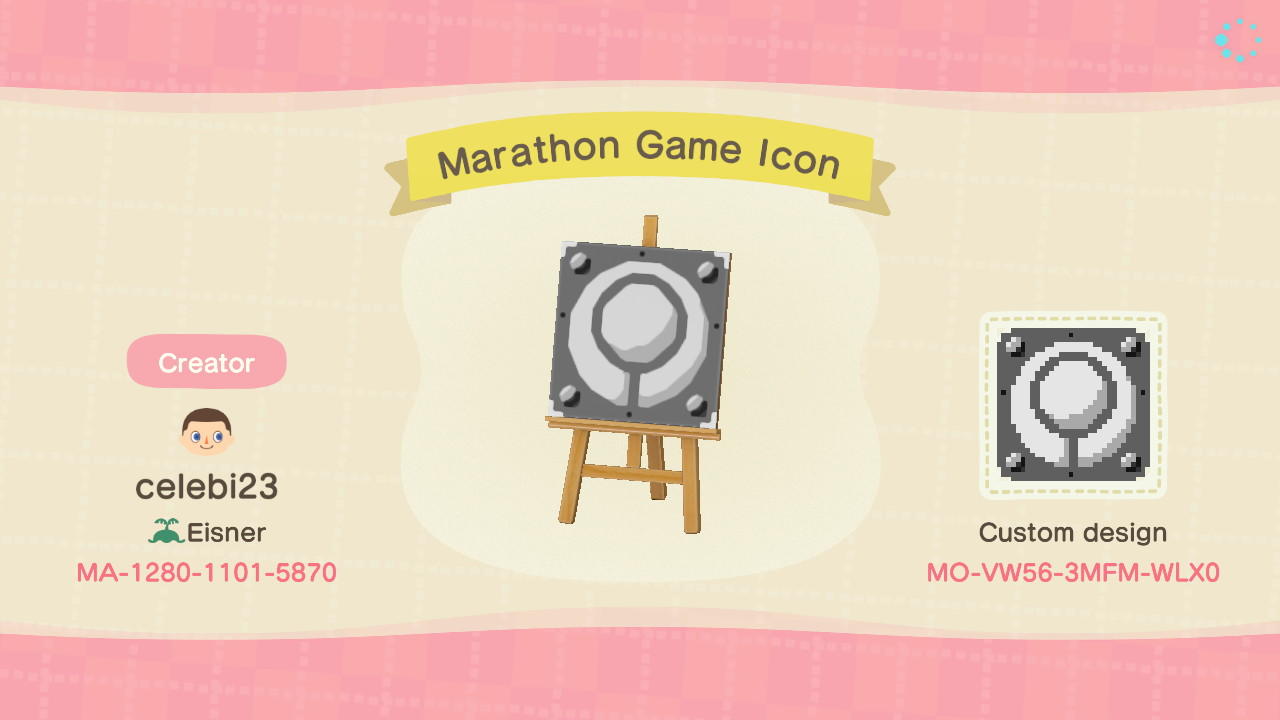 Marathon Game Icon
Creator
celebi23
Eisner
MA-1280-1101-5870
Custom design
MO-VW56-3MFM-WLX0